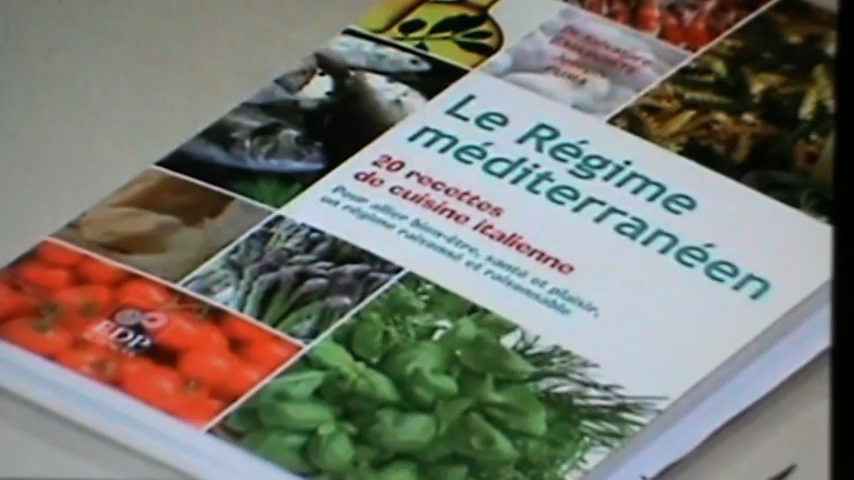 Le Régime
méditerranéen
20 recettes
de cuisine italienne
Pour allier bien-être, santé et plaisir,
un régime raisonné et raisonnable
EDP